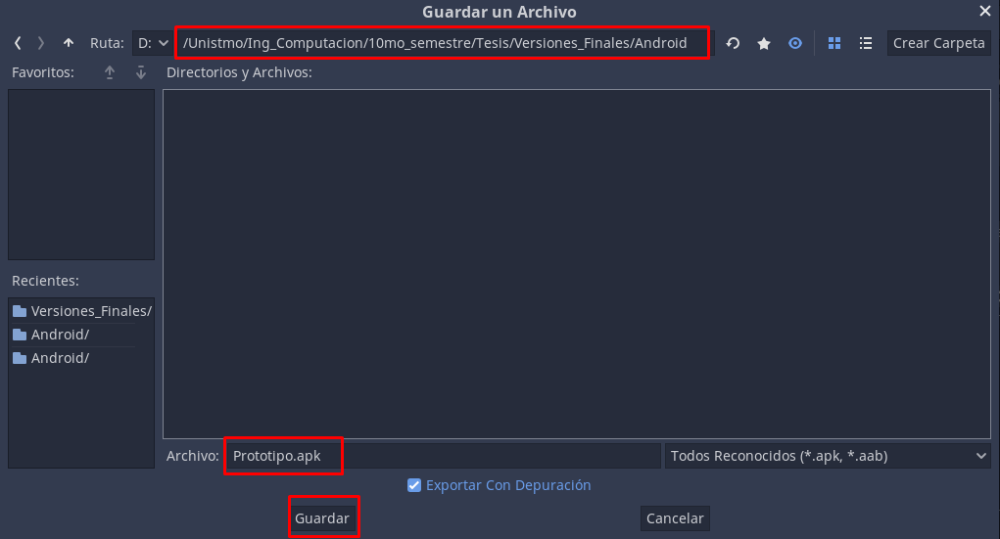 Guardar un Archivo
Ruta: D: /Unistmo/Ing_Computacion/10mo_semestre/Tesis/Versiones_Finales/Android Crear Carpeta
Favoritos: Directorios y Archivos:
Recientes:
Versiones_Finales/
Android/
Android/
Archivo: Prototipo.apk Todos Reconocidos (*.apk, *.aab)
Exportar Con Depuración
Guardar Cancelar